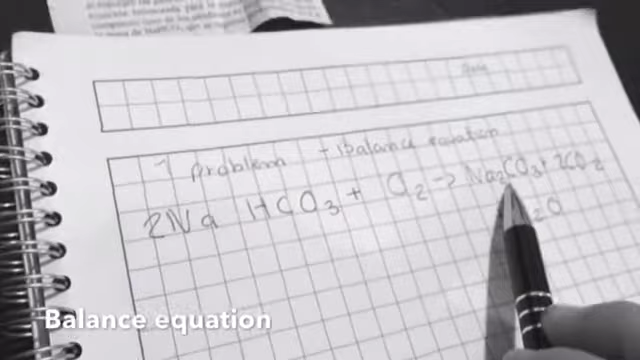 1 problem + balance equation
2Na HCO3 + O2 → Na2CO3 + 2CO2
2O
Balance equation